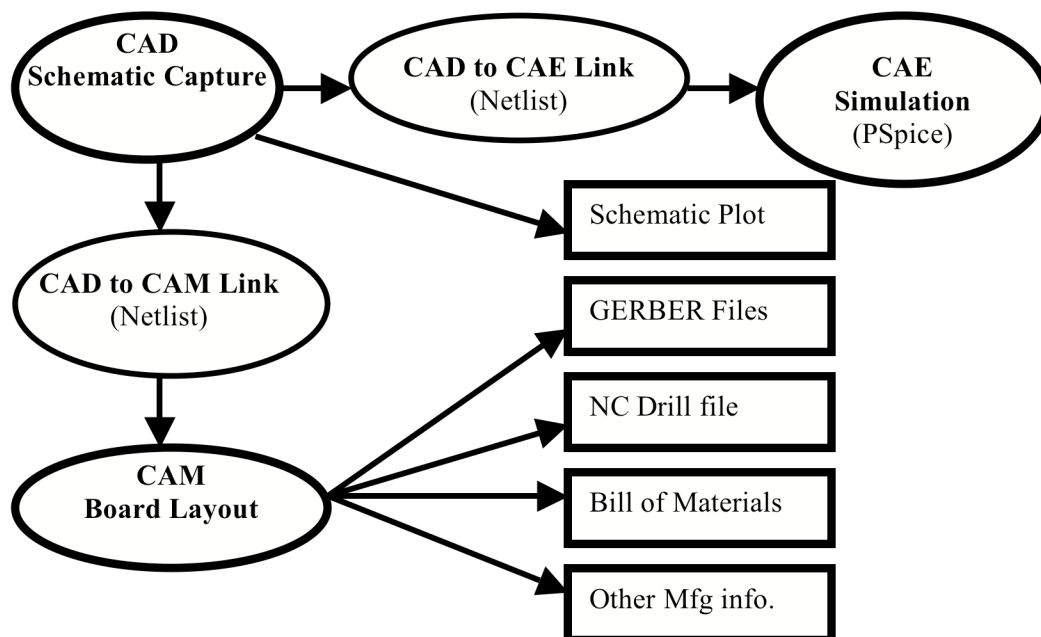 CAD
Schematic Capture
CAD to CAE Link
(Netlist)
CAE
Simulation
(PSpice)
Schematic Plot
CAD to CAM Link
(Netlist)
GERBER Files
NC Drill file
CAM
Board Layout
Bill of Materials
Other Mfg info.